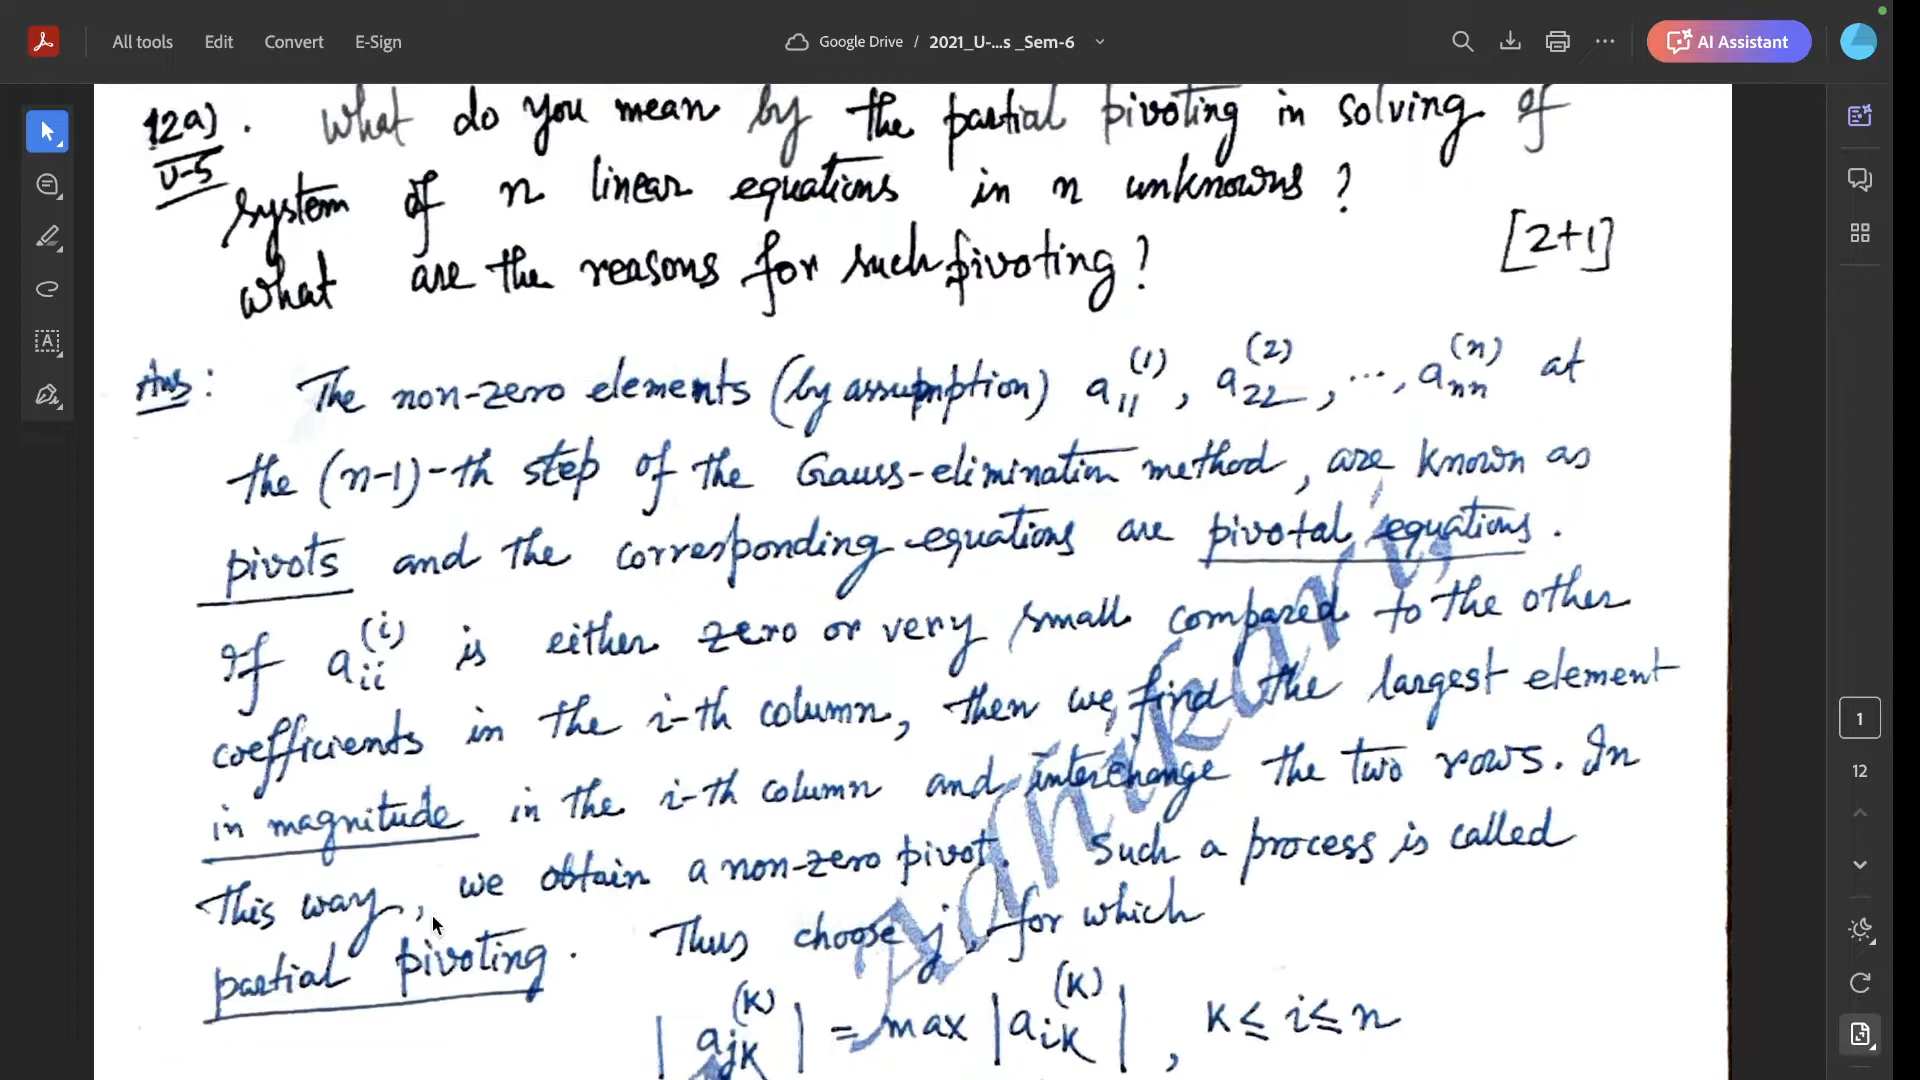 All tools Edit Convert E-Sign Google Drive / 2021_U-...s _Sem-6 AI Assistant
12a). What do you mean by the partial pivoting in solving of
U-5
system of n linear equations in n unknowns?
what are the reasons for such pivoting? [2+1]
Ans: The non-zero elements (by assumption) a₁₁⁽¹⁾, a₂₂⁽²⁾, ..., aₙₙ⁽ⁿ⁾ at
the (n-1)-th step of the Gauss-elimination method, are known as
pivots and the corresponding equations are pivotal equations.
If aᵢᵢ⁽ⁱ⁾ is either zero or very small compared to the other
coefficients in the i-th column, then we find the largest element
in magnitude in the i-th column and interchange the two rows. In
this way, we obtain a non-zero pivot. Such a process is called
partial pivoting. Thus choose j, for which
|aⱼₖ⁽ᴷ⁾| = max |aᵢₖ⁽ᴷ⁾|, K ≤ i ≤ n
1
12